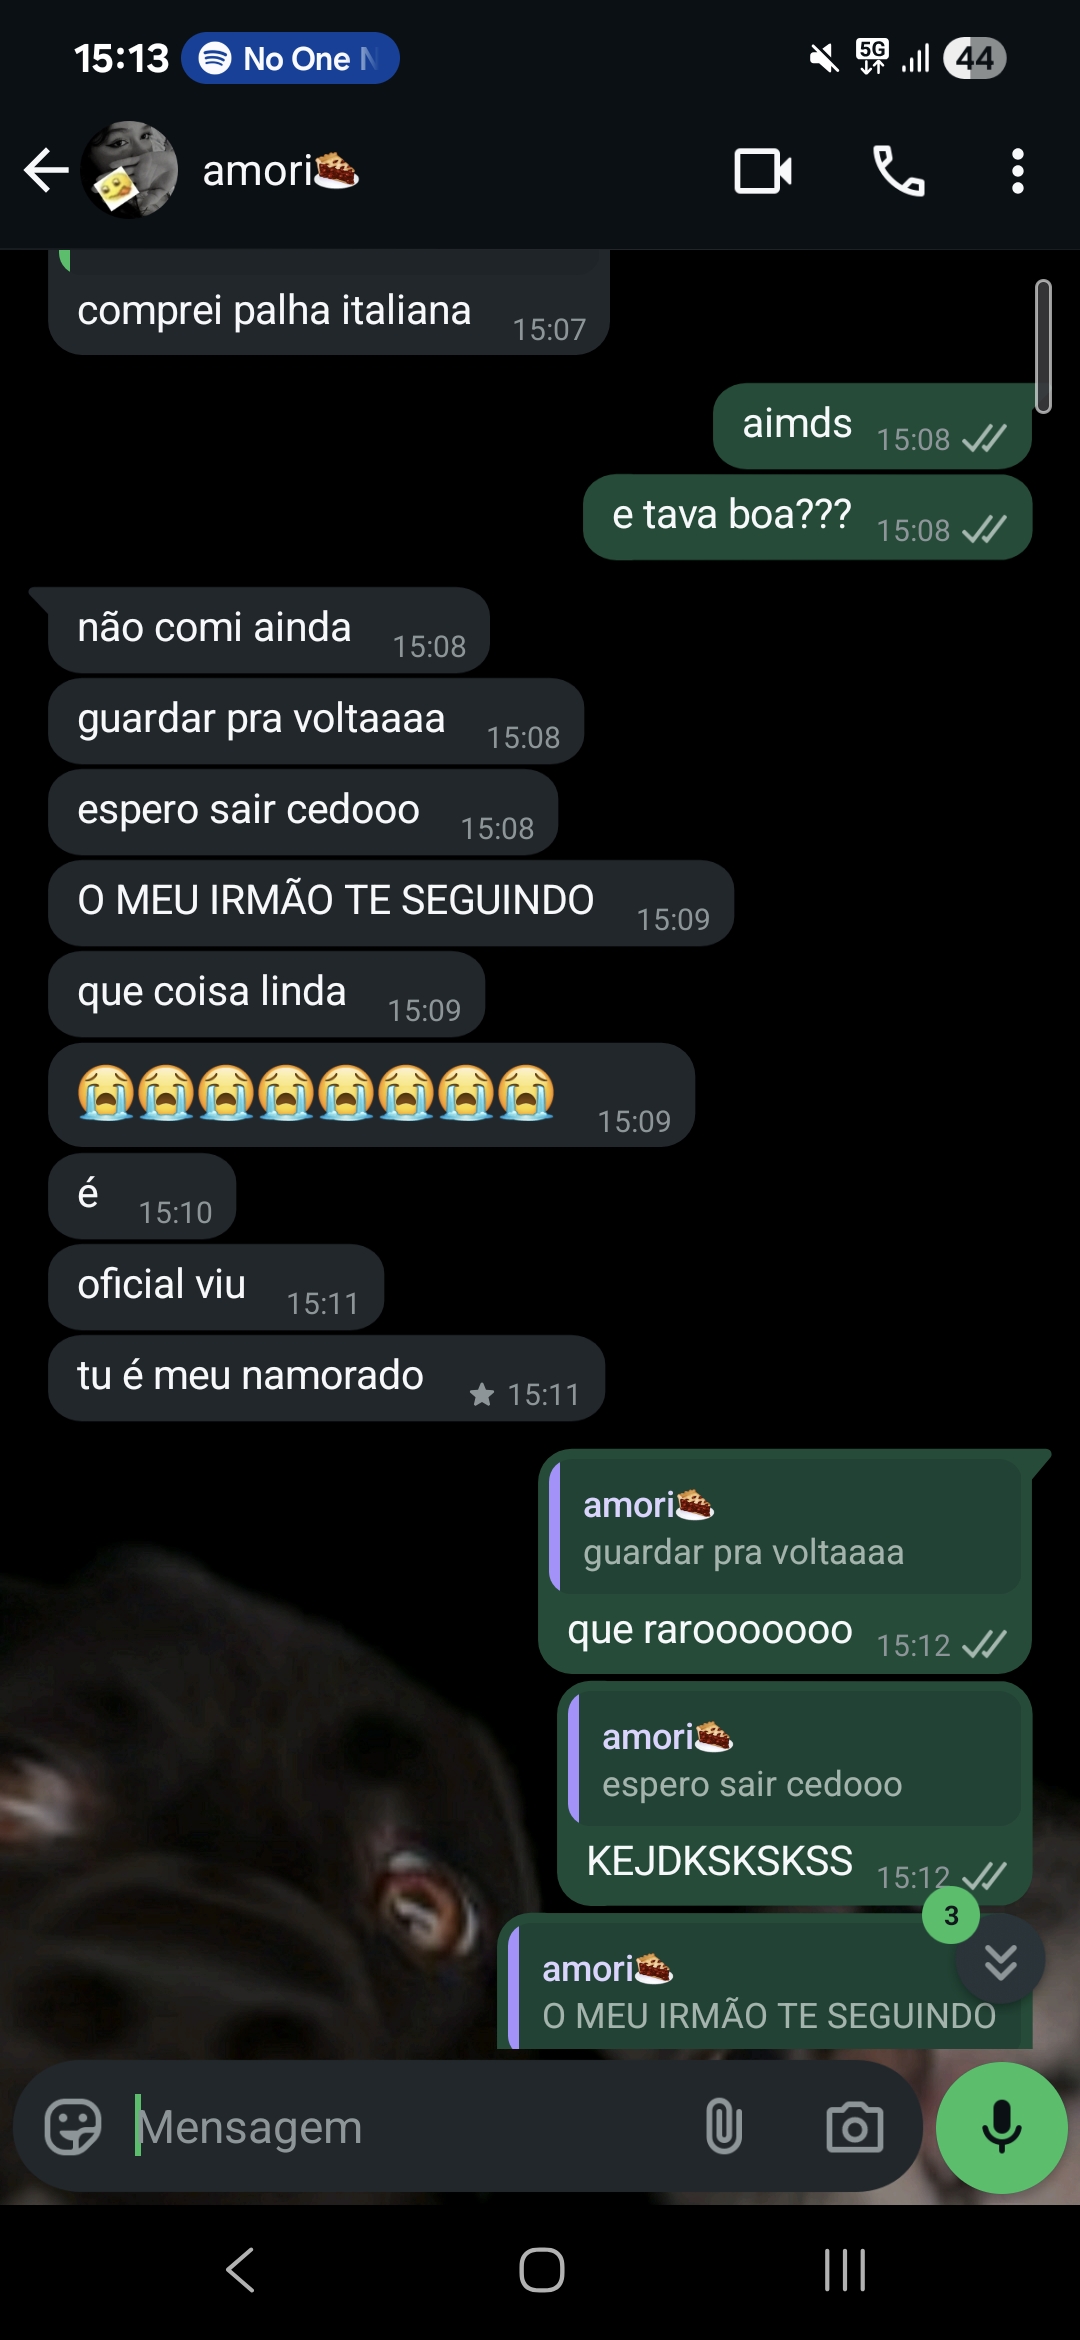 15:13 No One N 5G 44
amori
comprei palha italiana 15:07
aimds 15:08
e tava boa??? 15:08
não comi ainda 15:08
guardar pra voltaaaa 15:08
espero sair cedooo 15:08
O MEU IRMÃO TE SEGUINDO 15:09
que coisa linda 15:09
😭😭😭😭😭😭😭😭 15:09
é 15:10
oficial viu 15:11
tu é meu namorado 15:11
amori
guardar pra voltaaaa
que rarooooooo 15:12
amori
espero sair cedooo
KEJDKSKSKSS 15:12
3
amori
O MEU IRMÃO TE SEGUINDO
Mensagem